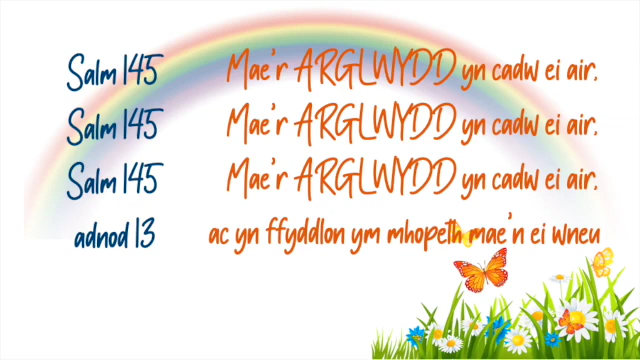 Salm 145 Mae'r ARGLWYDD yn cadw ei air,
Salm 145 Mae'r ARGLWYDD yn cadw ei air,
Salm 145 Mae'r ARGLWYDD yn cadw ei air,
adnod 13 ac yn ffyddlon ym mhopeth mae'n ei wneu